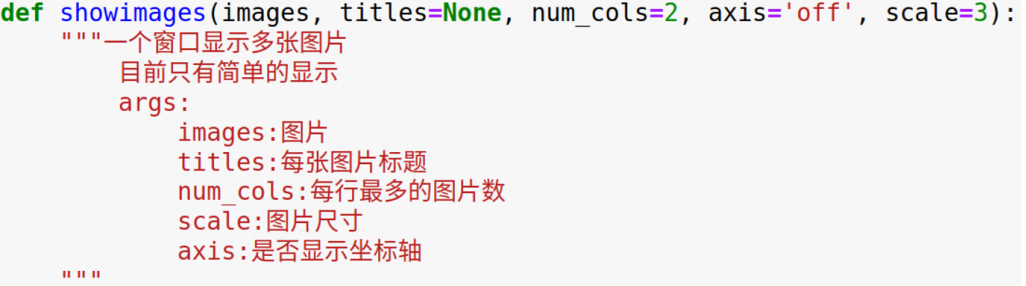 def showimages(images, titles=None, num_cols=2, axis='off', scale=3):
    """一个窗口显示多张图片
        目前只有简单的显示
        args:
            images:图片
            titles:每张图片标题
            num_cols:每行最多的图片数
            scale:图片尺寸
            axis:是否显示坐标轴
    """